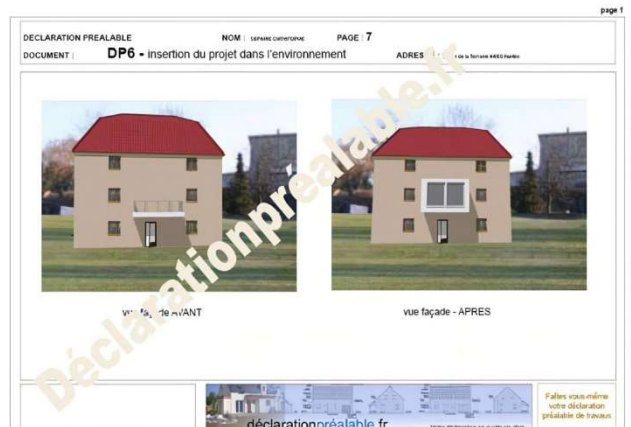 page 1
DECLARATION PREALABLE NOM : PAGE : 7
DOCUMENT : DP6 - insertion du projet dans l'environnement ADRES
Déclarationpréalable.fr
vue façade AVANT vue façade - APRES
déclarationpréalable.fr
Faites vous-même
votre déclaration
préalable de travaux